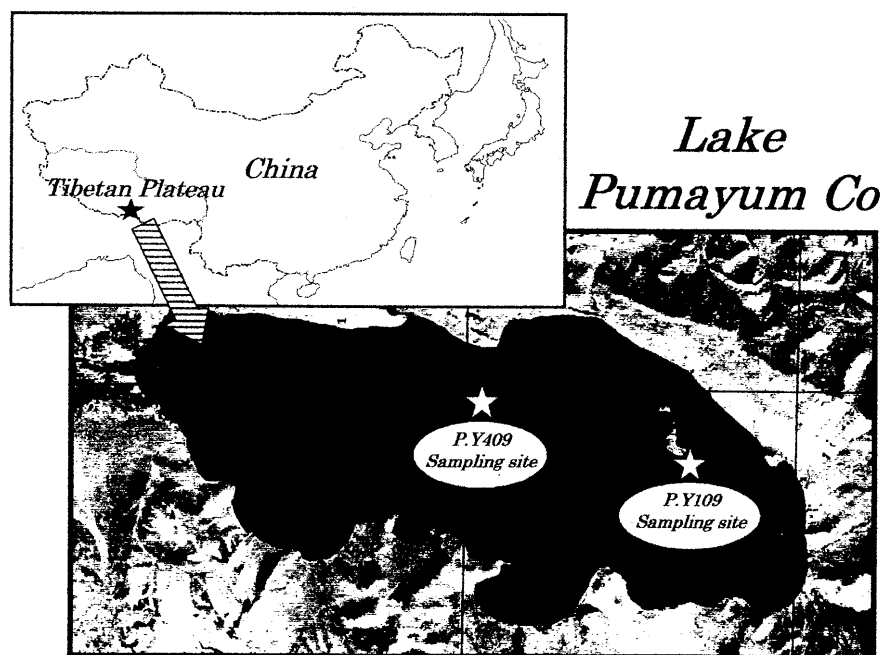 China
Tibetan Plateau
Lake
Pumayum Co
P.Y409
Sampling site
P.Y109
Sampling site